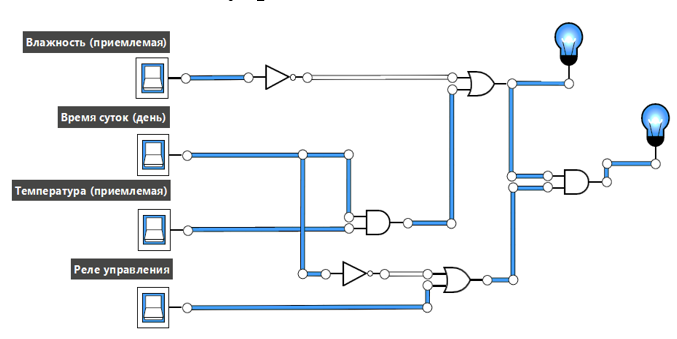 Влажность (приемлемая)
Время суток (день)
Температура (приемлемая)
Реле управления